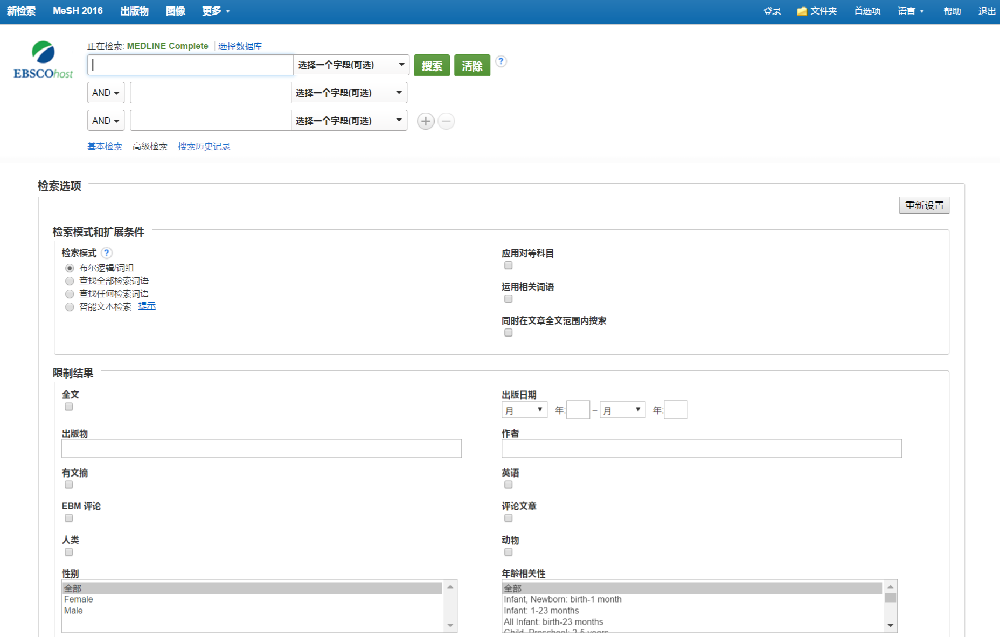 新检索 MeSH 2016 出版物 图像 更多 登录 文件夹 首选项 语言 帮助 退出
正在检索: MEDLINE Complete 选择数据库
EBSCOhost
选择一个字段(可选) 搜索 清除 ?
AND 选择一个字段(可选)
AND 选择一个字段(可选)
基本检索 高级检索 搜索历史记录
检索选项
重新设置
检索模式和扩展条件
检索模式 ?
布尔逻辑/词组
查找全部检索词语
查找任何检索词语
智能文本检索 提示
应用对等科目
运用相关词语
同时在文章全文范围内搜索
限制结果
全文
出版日期
月 年: – 月 年:
出版物
作者
有文摘
英语
EBM 评论
评论文章
人类
动物
性别
全部
Female
Male
年龄相关性
全部
Infant, Newborn: birth-1 month
Infant: 1-23 months
All Infant: birth-23 months
Child, Preschool: 2-5 years